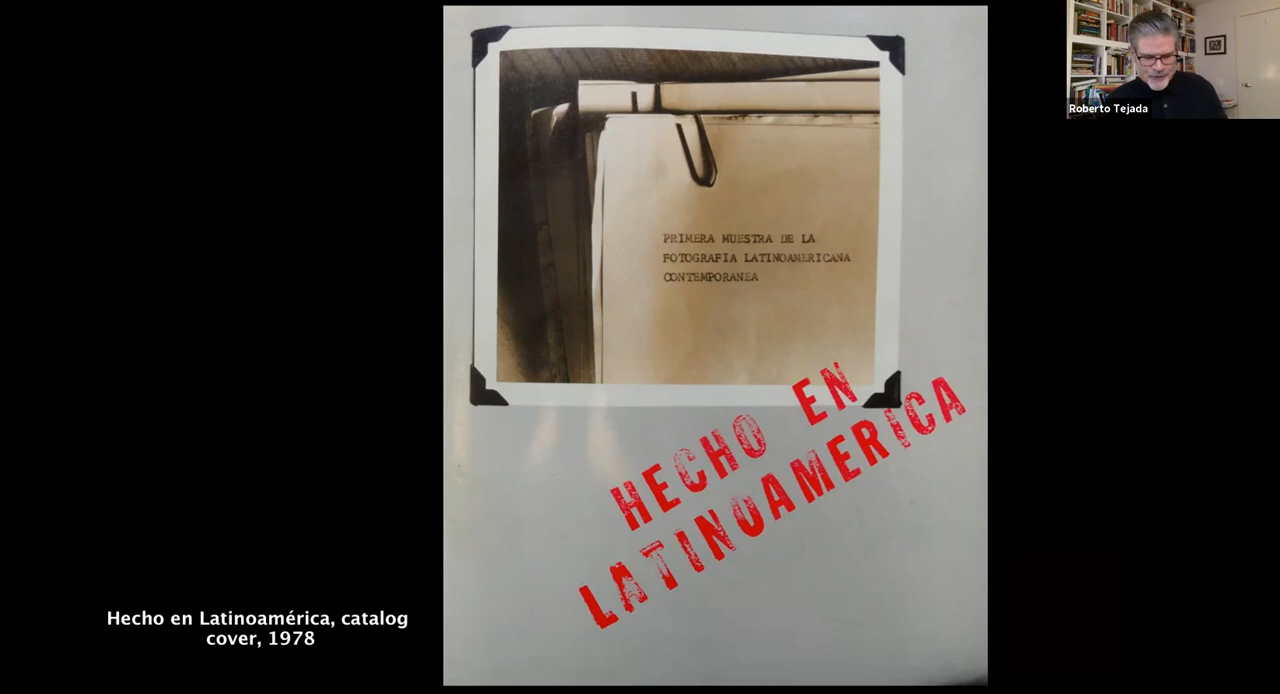 Roberto Tejada
PRIMERA MUESTRA DE LA
FOTOGRAFIA LATINOAMERICANA
CONTEMPORANEA
HECHO EN
LATINOAMERICA
Hecho en Latinoamérica, catalog
cover, 1978